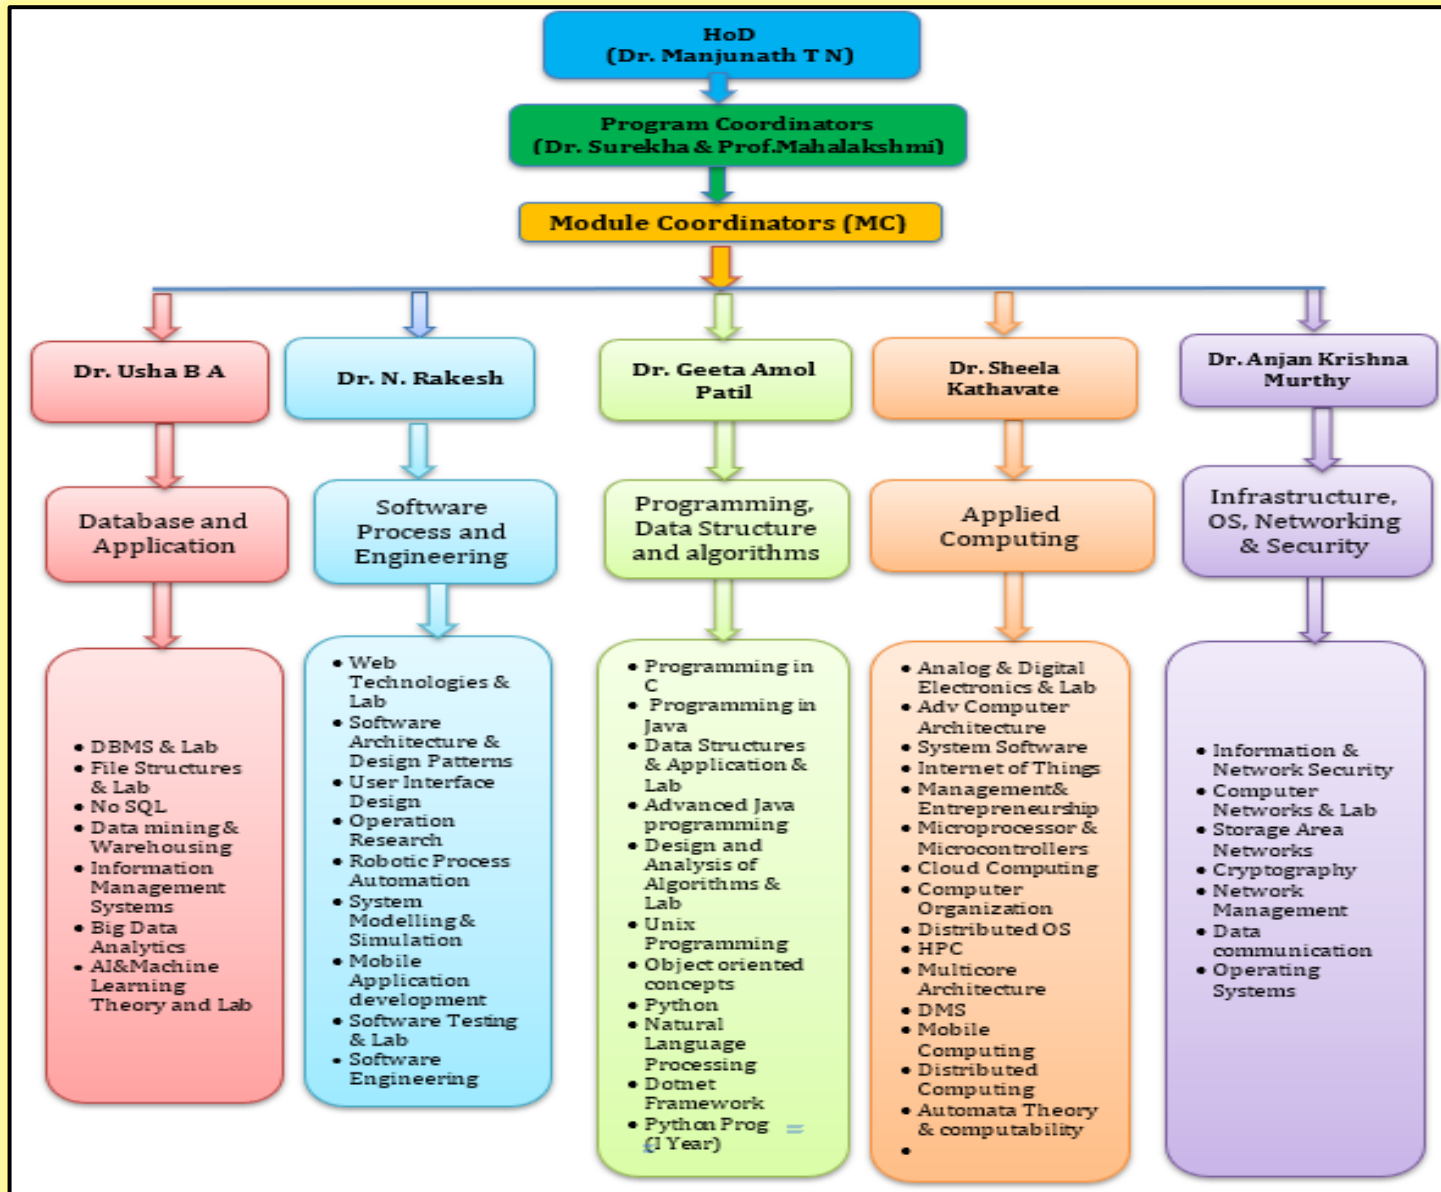 HoD
(Dr. Manjunath T N)
Program Coordinators
(Dr. Surekha & Prof.Mahalakshmi)
Module Coordinators (MC)
Dr. Usha B A
Dr. N. Rakesh
Dr. Geeta Amol
Patil
Dr. Sheela
Kathavate
Dr. Anjan Krishna
Murthy
Database and
Application
Software
Process and
Engineering
Programming,
Data Structure
and algorithms
Applied
Computing
Infrastructure,
OS, Networking
& Security
• DBMS & Lab
• File Structures
& Lab
• No SQL
• Data mining &
Warehousing
• Information
Management
Systems
• Big Data
Analytics
• AI&Machine
Learning
Theory and Lab
• Web
Technologies &
Lab
• Software
Architecture &
Design Patterns
• User Interface
Design
• Operation
Research
• Robotic Process
Automation
• System
Modelling &
Simulation
• Mobile
Application
development
• Software Testing
& Lab
• Software
Engineering
• Programming in
C
• Programming in
Java
• Data Structures
& Application &
Lab
• Advanced Java
programming
• Design and
Analysis of
Algorithms &
Lab
• Unix
Programming
• Object oriented
concepts
• Python
• Natural
Language
Processing
• Dotnet
Framework
• Python Prog
(I Year)
• Analog & Digital
Electronics & Lab
• Adv Computer
Architecture
• System Software
• Internet of Things
• Management&
Entrepreneurship
• Microprocessor &
Microcontrollers
• Cloud Computing
• Computer
Organization
• Distributed OS
• HPC
• Multicore
Architecture
• DMS
• Mobile
Computing
• Distributed
Computing
• Automata Theory
& computability
•
• Information &
Network Security
• Computer
Networks & Lab
• Storage Area
Networks
• Cryptography
• Network
Management
• Data
communication
• Operating
Systems